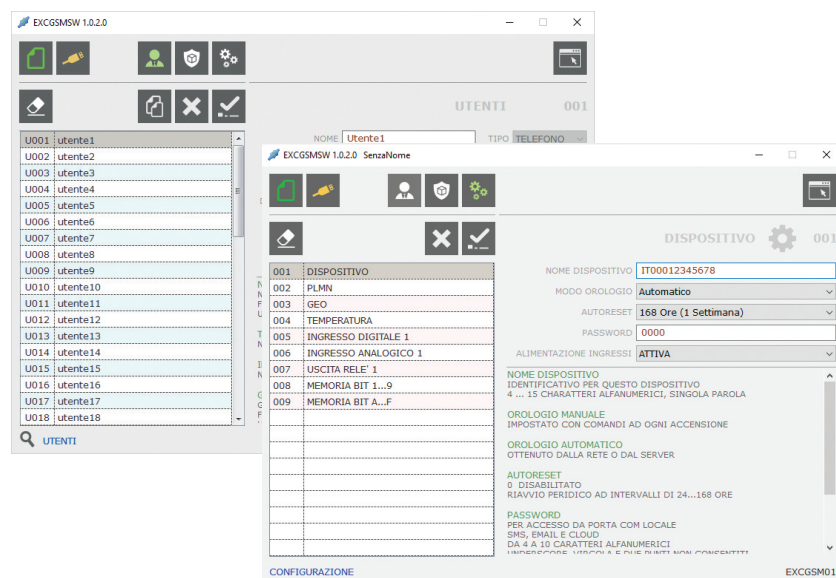 EXCGSMSW 1.0.2.0
UTENTI 001
NOME Utente1 TIPO TELEFONO
U001 utente1
U002 utente2
U003 utente3
U004 utente4
U005 utente5
U006 utente6
U007 utente7
U008 utente8
U009 utente9
U010 utente10
U011 utente11
U012 utente12
U013 utente13
U014 utente14
U015 utente15
U016 utente16
U017 utente17
U018 utente18
UTENTI
EXCGSMSW 1.0.2.0 SenzaNome
DISPOSITIVO 001
001 DISPOSITIVO
002 PLMN
003 GEO
004 TEMPERATURA
005 INGRESSO DIGITALE 1
006 INGRESSO ANALOGICO 1
007 USCITA RELE' 1
008 MEMORIA BIT 1...9
009 MEMORIA BIT A...F
NOME DISPOSITIVO IT00012345678
MODO OROLOGIO Automatico
AUTORESET 168 Ore (1 Settimana)
PASSWORD 0000
ALIMENTAZIONE INGRESSI ATTIVA
NOME DISPOSITIVO
IDENTIFICATIVO PER QUESTO DISPOSITIVO
4 ... 15 CHARATTERI ALFANUMERICI, SINGOLA PAROLA
OROLOGIO MANUALE
IMPOSTATO CON COMANDI AD OGNI ACCENSIONE
OROLOGIO AUTOMATICO
OTTENUTO DALLA RETE O DAL SERVER
AUTORESET
0 DISABILITATO
RIAVVIO PERIDICO AD INTERVALLI DI 24...168 ORE
PASSWORD
PER ACCESSO DA PORTA COM LOCALE
SMS, EMAIL E CLOUD
DA 4 A 10 CARATTERI ALFANUMERICI
UNDERSCORE, VIRGOLA E DUE PUNTI NON CONSENTITI
CONFIGURAZIONE
EXCGSM01